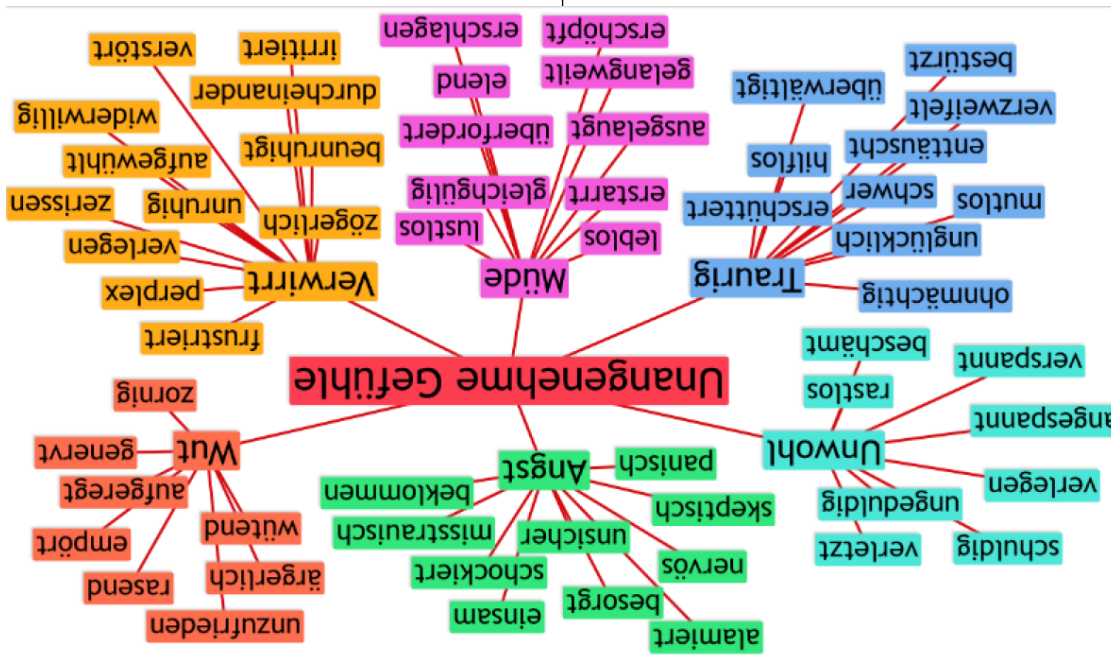 Unangenehme Gefühle
Unwohl
schuldig
verletzt
ungeduldig
verlegen
angespannt
verspannt
rastlos
beschämt
Angst
alamiert
einsam
besorgt
schockiert
nervös
unsicher
misstrauisch
skeptisch
beklommen
panisch
Wut
unzufrieden
rasend
ärgerlich
empört
wütend
aufgeregt
genervt
zornig
Traurig
ohnmächtig
unglücklich
erschüttert
mutlos
schwer
hilflos
enttäuscht
verzweifelt
überwältigt
bestürzt
Müde
leblos
lustlos
erstarrt
gleichgülig
ausgelaugt
überfordert
elend
gelangweilt
erschöpft
erschlagen
Verwirrt
frustriert
perplex
verlegen
zögerlich
unruhig
zerissen
aufgewühlt
beunruhigt
widerwillig
durcheinander
verstört
irritiert